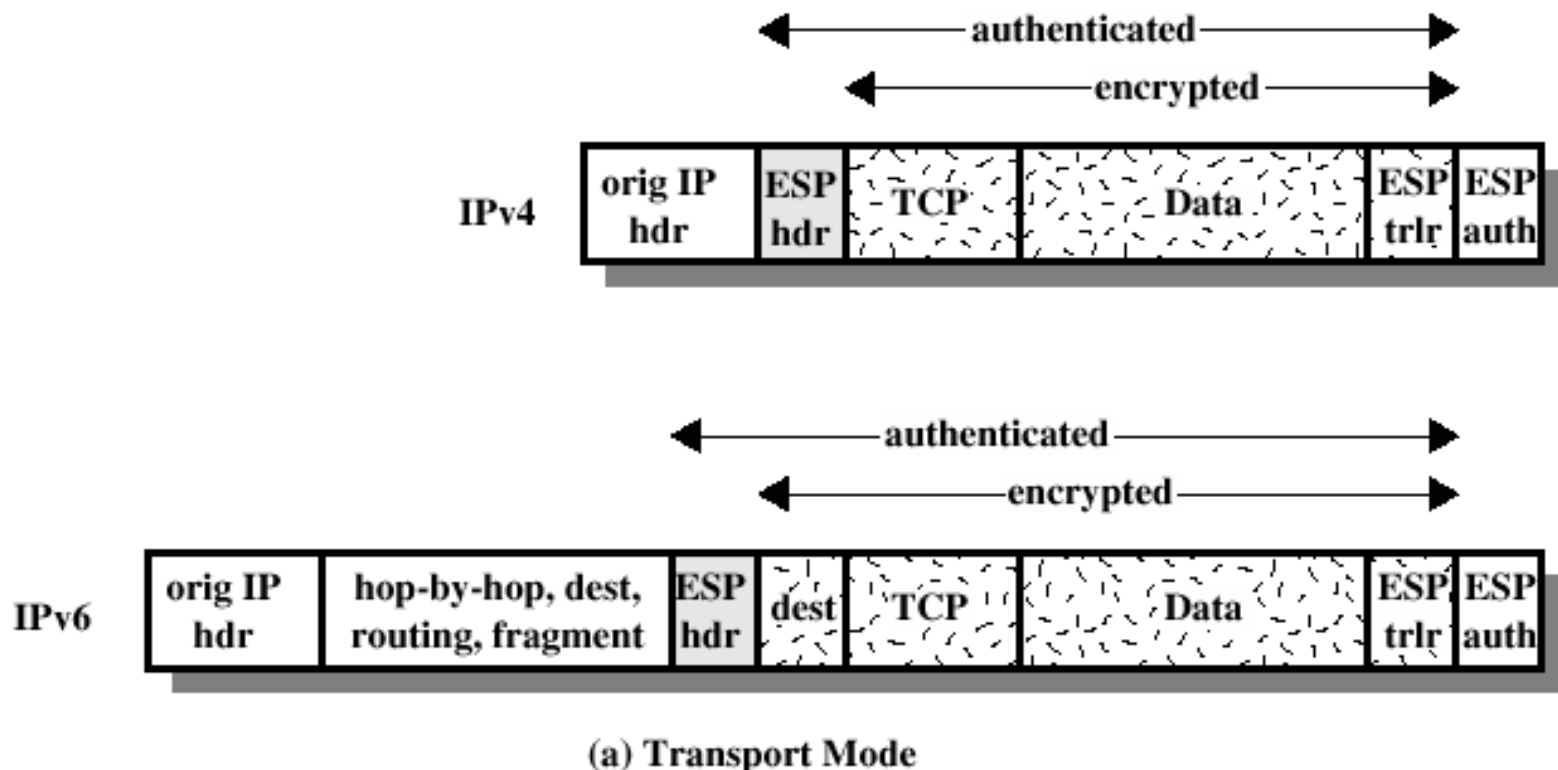 authenticated
encrypted
IPv4
orig IP
hdr
ESP
hdr
TCP
Data
ESP
trlr
ESP
auth
authenticated
encrypted
IPv6
orig IP
hdr
hop-by-hop, dest,
routing, fragment
ESP
hdr
dest
TCP
Data
ESP
trlr
ESP
auth
(a) Transport Mode